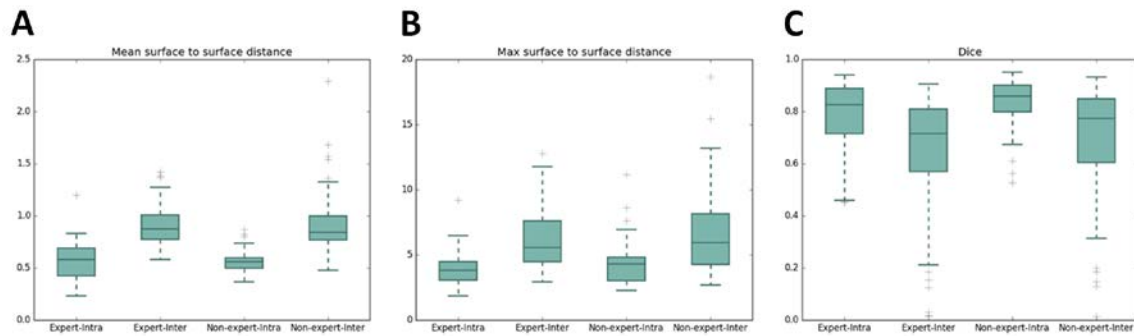 A
Mean surface to surface distance
2.5
2.0
1.5
1.0
0.5
0.0
Expert-Intra Expert-Inter Non-expert-Intra Non-expert-Inter
B
Max surface to surface distance
20
15
10
5
0
Expert-Intra Expert-Inter Non-expert-Intra Non-expert-Inter
C
Dice
1.0
0.8
0.6
0.4
0.2
0.0
Expert-Intra Expert-Inter Non-expert-Intra Non-expert-Inter